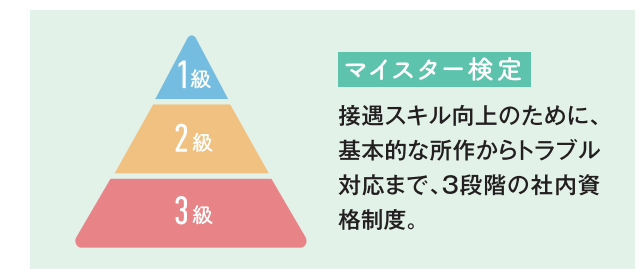 1級
2級
3級
マイスター検定
接遇スキル向上のために、
基本的な所作からトラブル
対応まで、3段階の社内資
格制度。